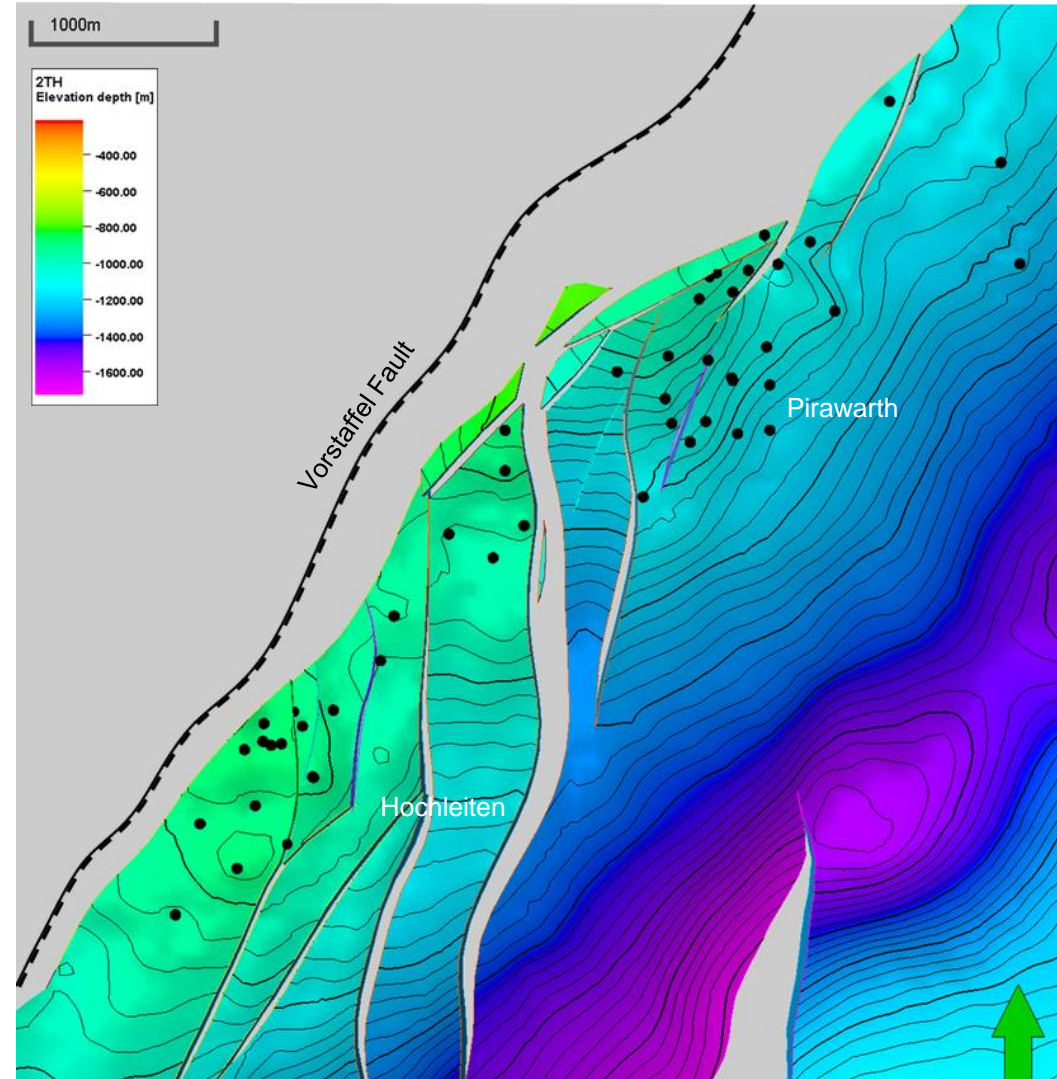 1000m
2TH
Elevation depth [m]
-400.00
-600.00
-800.00
-1000.00
-1200.00
-1400.00
-1600.00
Vorstaffel Fault
Pirawarth
Hochleiten